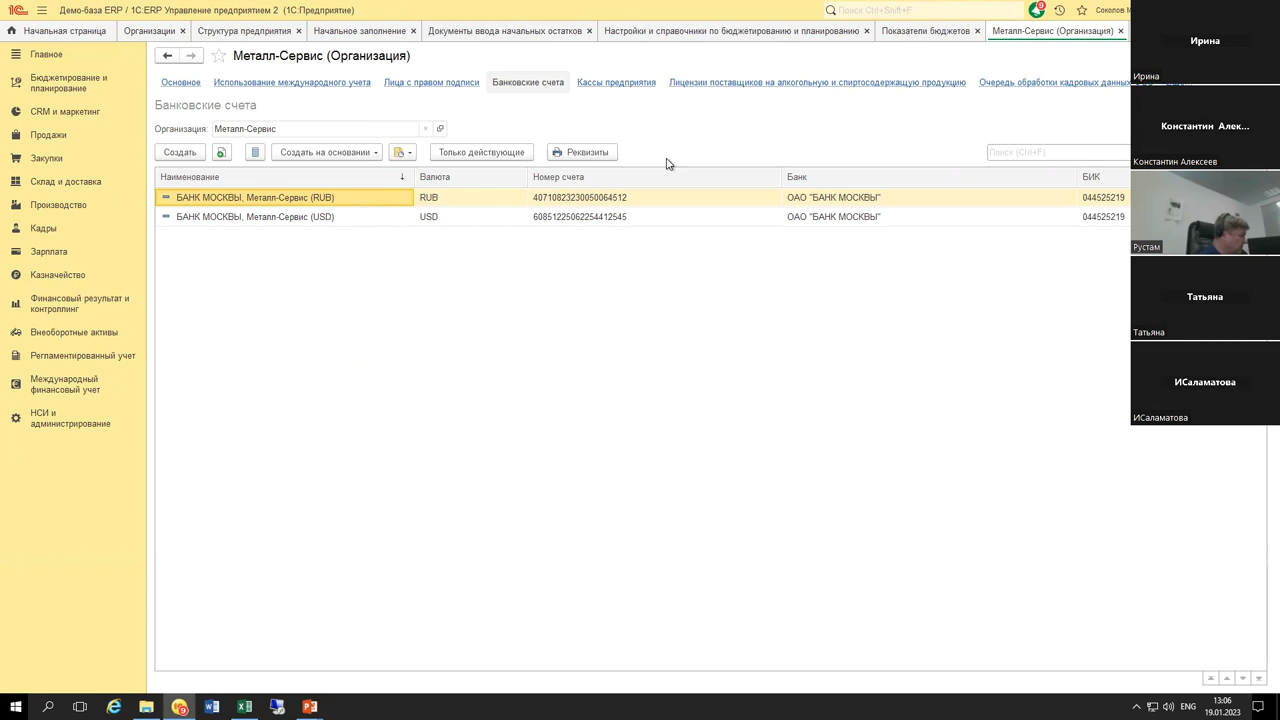 Демо-база ERP / 1С:ERP Управление предприятием 2 (1С:Предприятие)
Поиск Ctrl+Shift+F
9
Соколов М
Начальная страница
Организации ×
Структура предприятия ×
Начальное заполнение ×
Документы ввода начальных остатков ×
Настройки и справочники по бюджетированию и планированию ×
Показатели бюджетов ×
Металл-Сервис (Организация) ×
Главное
Бюджетирование и
планирование
CRM и маркетинг
Продажи
Закупки
Склад и доставка
Производство
Кадры
Зарплата
Казначейство
Финансовый результат и
контроллинг
Внеоборотные активы
Регламентированный учет
Международный
финансовый учет
НСИ и
администрирование
Металл-Сервис (Организация)
Основное Использование международного учета Лица с правом подписи Банковские счета Кассы предприятия Лицензии поставщиков на алкогольную и спиртосодержащую продукцию Очередь обработки кадровых данных
Банковские счета
Организация: Металл-Сервис
Создать Создать на основании Только действующие Реквизиты Поиск (Ctrl+F)
Наименование Валюта Номер счета Банк БИК
БАНК МОСКВЫ, Металл-Сервис (RUB) RUB 40710823230050064512 ОАО "БАНК МОСКВЫ" 044525219
БАНК МОСКВЫ, Металл-Сервис (USD) USD 60851225062254412545 ОАО "БАНК МОСКВЫ" 044525219
Ирина
Ирина
Константин Алек...
Константин Алексеев
Рустам
Татьяна
Татьяна
ИСаламатова
ИСаламатова
ENG
13:06
19.01.2023